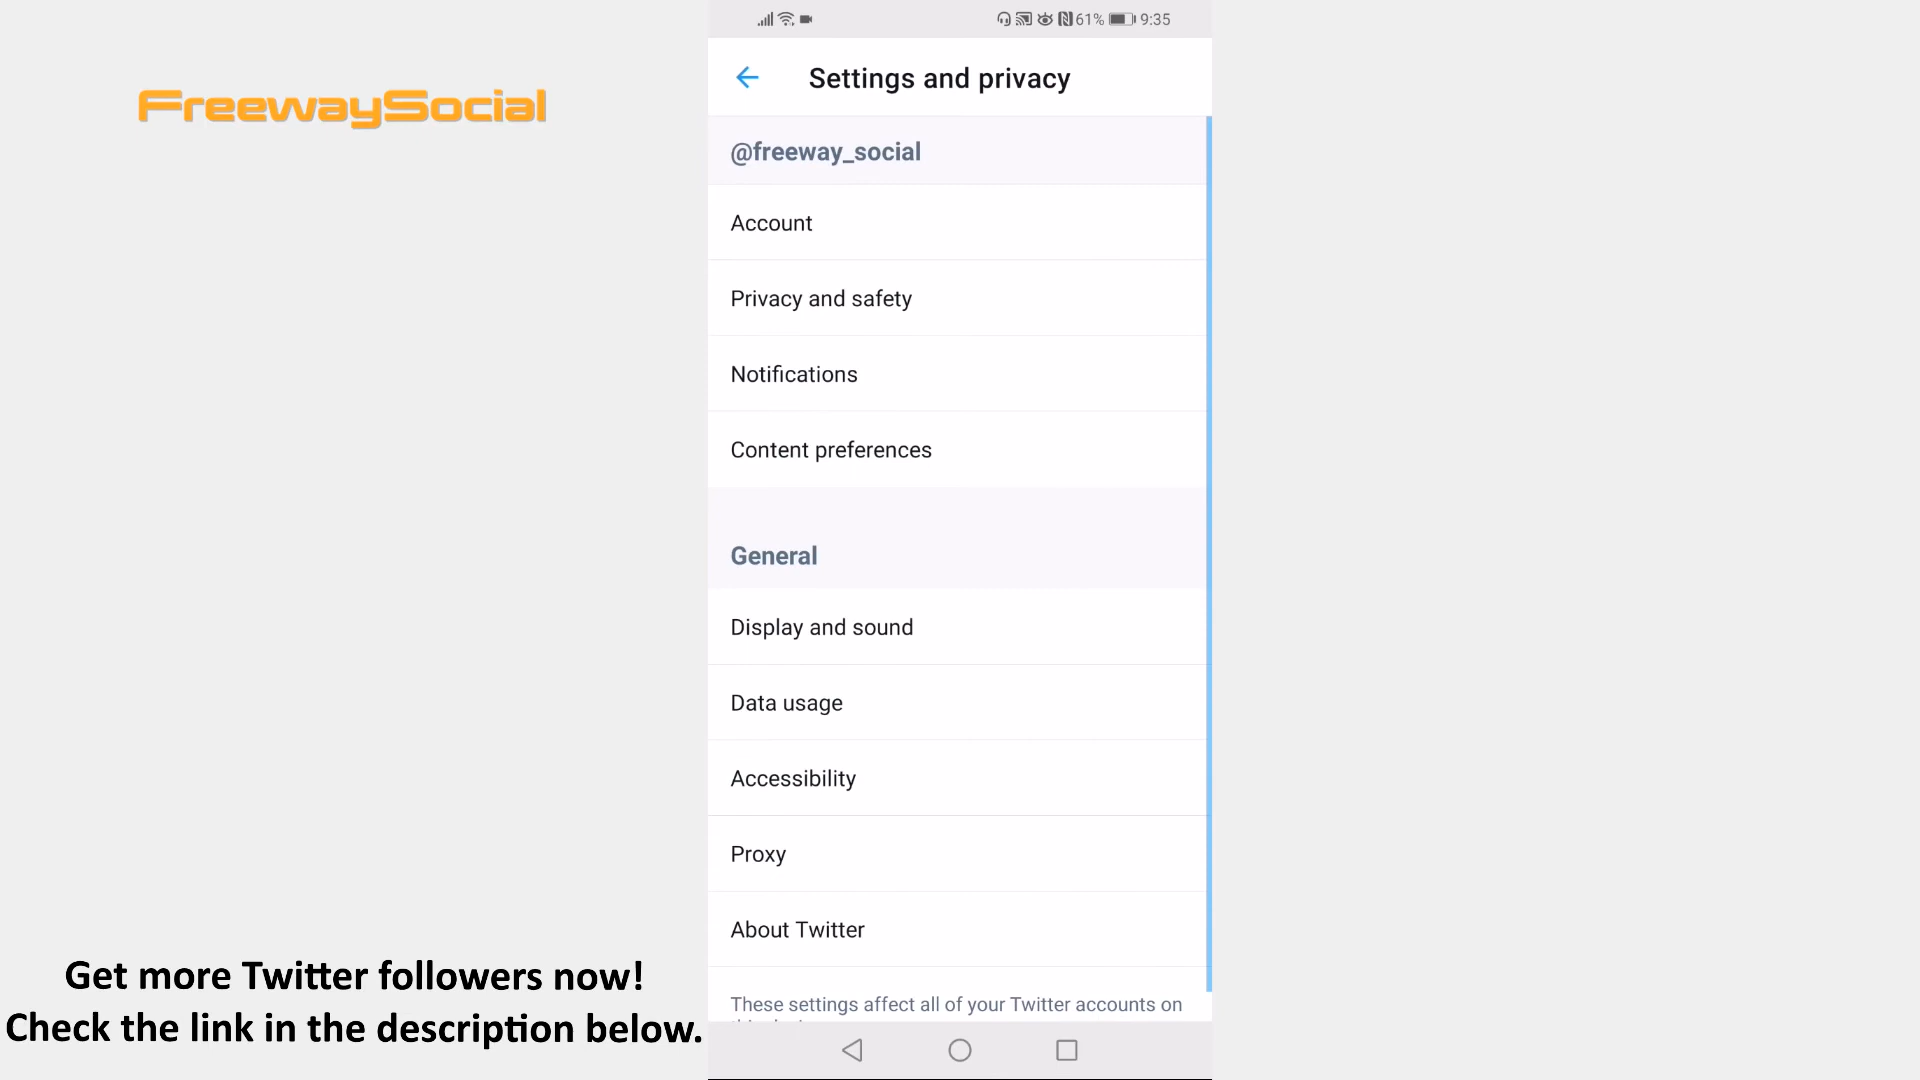 61% 9:35
FreewaySocial
Settings and privacy
@freeway_social
Account
Privacy and safety
Notifications
Content preferences
General
Display and sound
Data usage
Accessibility
Proxy
About Twitter
These settings affect all of your Twitter accounts on
Get more Twitter followers now!
Check the link in the description below.